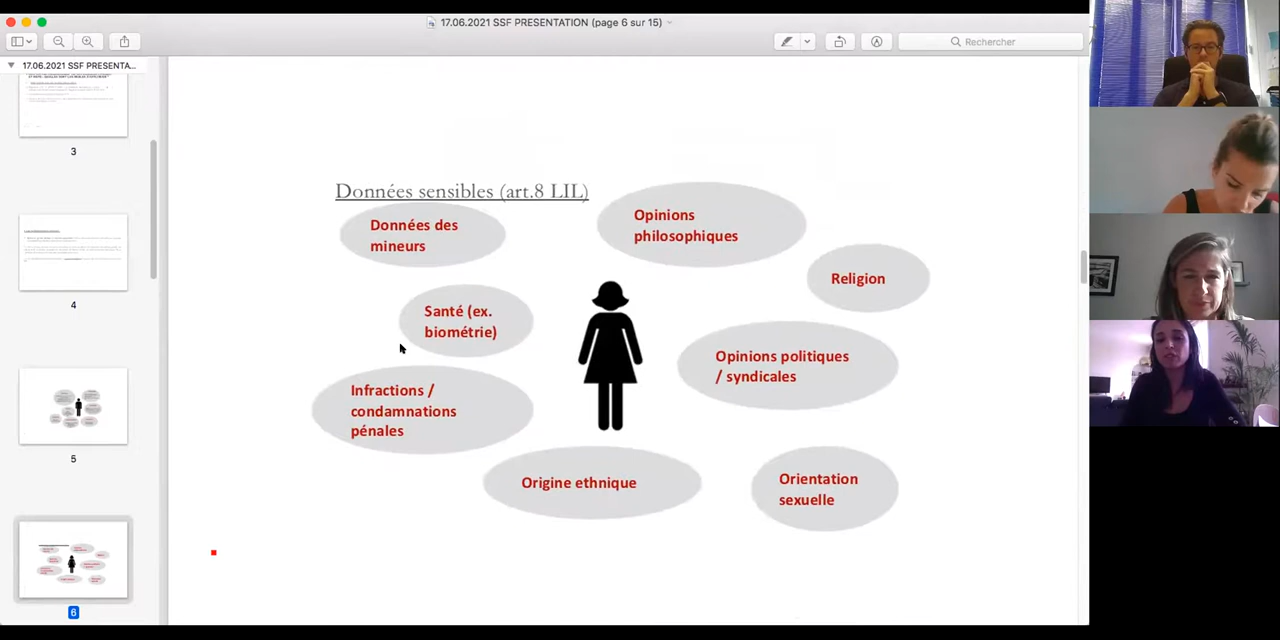 17.06.2021 SSF PRESENTATION (page 6 sur 15)
Rechercher
17.06.2021 SSF PRESENTA...
3
4
5
6
Données sensibles (art.8 LIL)
Données des
mineurs
Opinions
philosophiques
Religion
Santé (ex.
biométrie)
Opinions politiques
/ syndicales
Infractions /
condamnations
pénales
Origine ethnique
Orientation
sexuelle